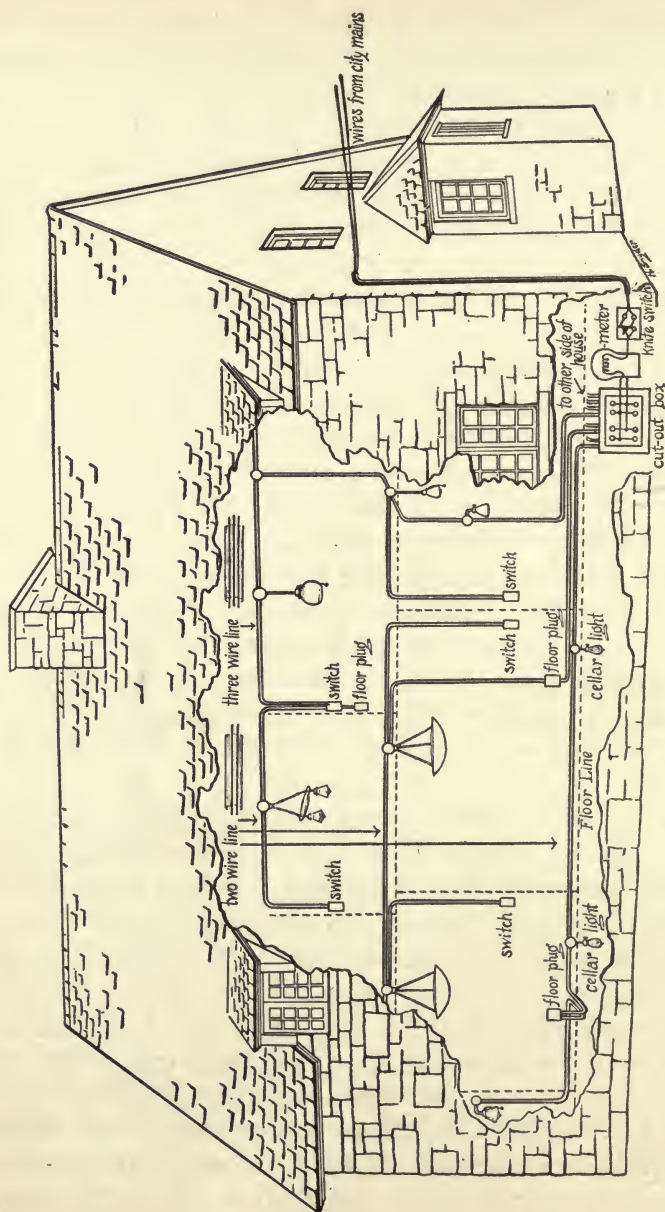 wires from city mains
three wire line
two wire line
switch
floor plug
switch
switch
switch
floor plug
switch
floor plug
cellar light
cellar light
Floor Line
to other side of
house
meter
knife switch
cut-out box